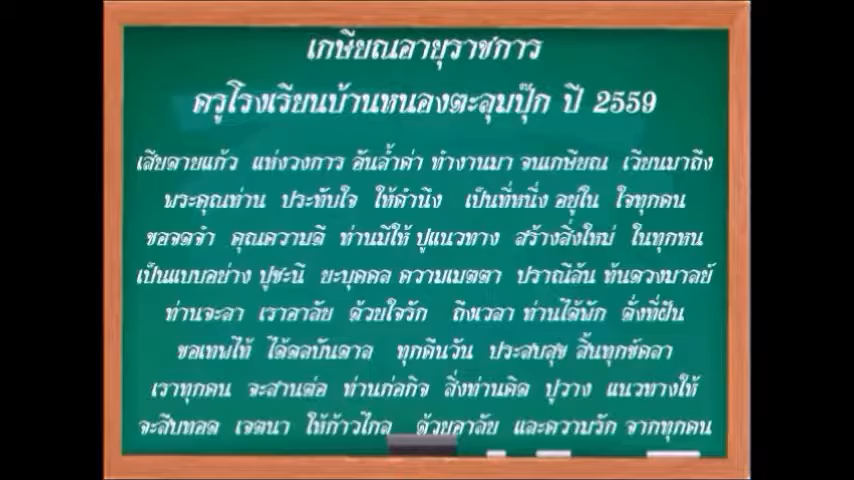 เกษียณอายุราชการ
ครูโรงเรียนบ้านหนองตะลุมปุ๊ก ปี 2559
เสียดายแก้ว แห่งวงการ อันล้ำค่า ทำงานมา จนเกษียณ เวียนมาถึง
พระคุณท่าน ประทับใจ ให้คำนึง เป็นที่หนึ่ง อยู่ใน ใจทุกคน
ขอจดจำ คุณความดี ท่านมีให้ ปูแนวทาง สร้างสิ่งใหม่ ในทุกหน
เป็นแบบอย่าง ปูชะนี ยะบุคคล ความเมตตา ปราณีล้น ท้นดวงมาลย์
ท่านจะลา เราอาลัย ด้วยใจรัก ถึงเวลา ท่านได้พัก ดั่งที่ฝัน
ขอเทพไท้ ได้ดลบันดาล ทุกคืนวัน ประสบสุข สิ้นทุกข์คลา
เราทุกคน จะสานต่อ ท่านก่อกิจ สิ่งท่านคิด ปูวาง แนวทางให้
จะสืบทอด เจตนา ให้ก้าวไกล ด้วยอาลัย และความรัก จากทุกคน